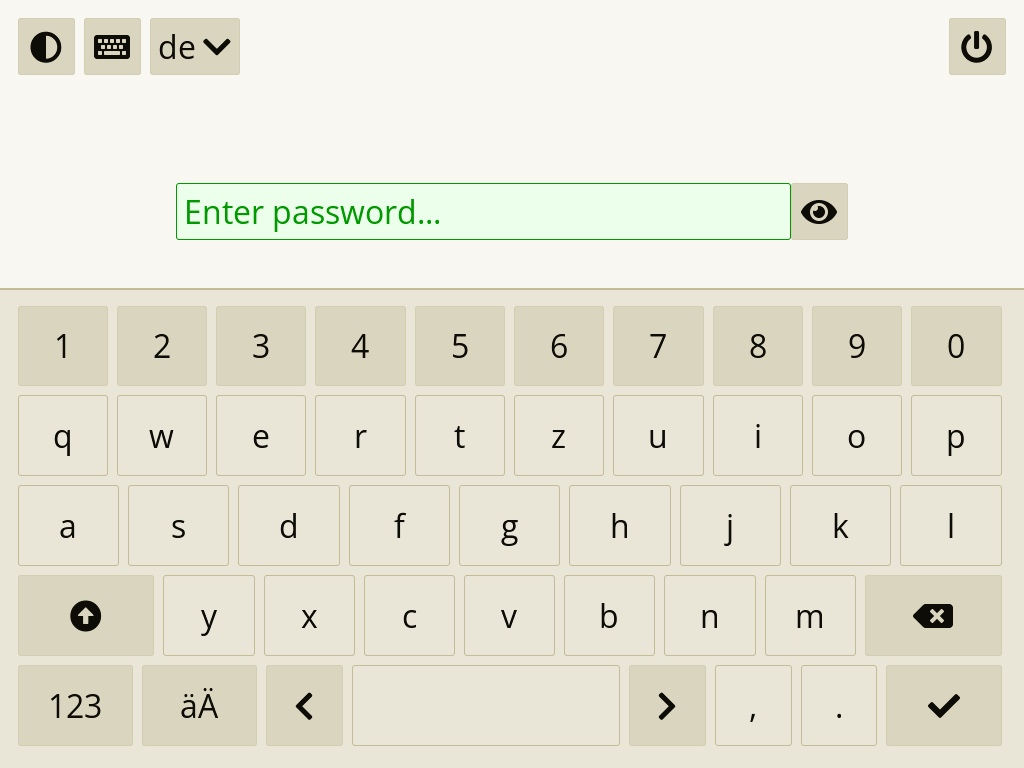 de
Enter password...
1 2 3 4 5 6 7 8 9 0
q w e r t z u i o p
a s d f g h j k l
y x c v b n m
123 äÄ , .